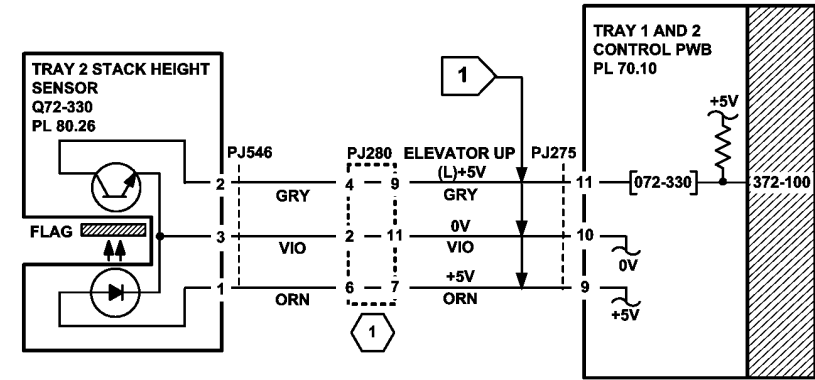 TRAY 2 STACK HEIGHT
SENSOR
Q72-330
PL 80.26
FLAG
PJ546
PJ280
ELEVATOR UP
PJ275
1
TRAY 1 AND 2
CONTROL PWB
PL 70.10
+5V
2
GRY
4
9
(L)+5V
GRY
11
072-330
372-100
3
VIO
2
11
0V
VIO
10
0V
1
ORN
6
7
+5V
ORN
9
+5V
1